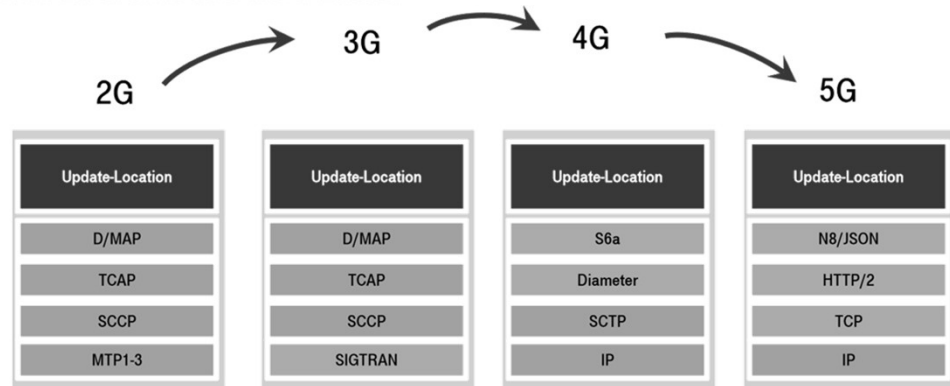 2G
3G
4G
5G
Update-Location
D/MAP
TCAP
SCCP
MTP1-3
Update-Location
D/MAP
TCAP
SCCP
SIGTRAN
Update-Location
S6a
Diameter
SCTP
IP
Update-Location
N8/JSON
HTTP/2
TCP
IP